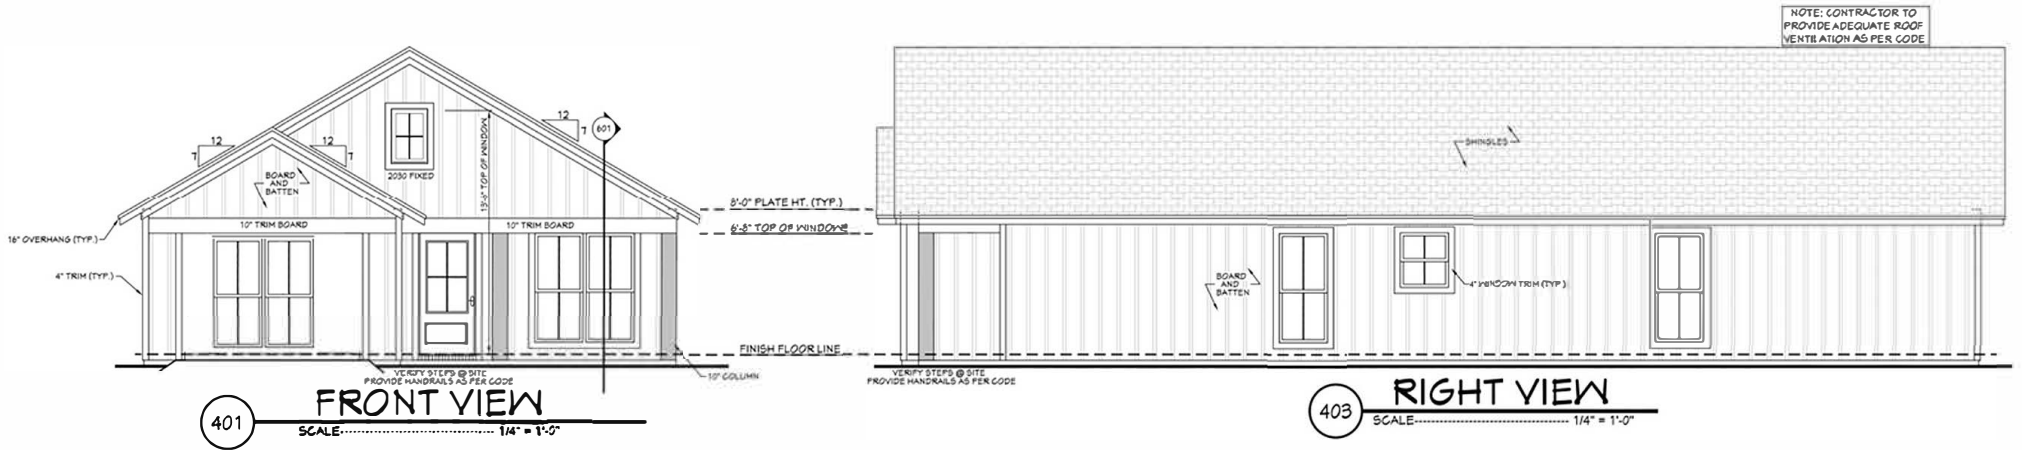 NOTE: CONTRACTOR TO
PROVIDE ADEQUATE ROOF
VENTILATION AS PER CODE
12
7
12
7
12
7
601
BOARD
AND
BATTEN
2030 FIXED
13'-6" TOP OF WINDOW
SHINGLES
8'-0" PLATE HT. (TYP.)
6'-8" TOP OF WINDOWS
10" TRIM BOARD
10" TRIM BOARD
16" OVERHANG (TYP.)
4" TRIM (TYP.)
BOARD
AND
BATTEN
4" WINDOW TRIM (TYP.)
FINISH FLOOR LINE
VERIFY STEPS @ SITE
PROVIDE HANDRAILS AS PER CODE
10" COLUMN
VERIFY STEPS @ SITE
PROVIDE HANDRAILS AS PER CODE
401
FRONT VIEW
SCALE 1/4" = 1'-0"
403
RIGHT VIEW
SCALE 1/4" = 1'-0"